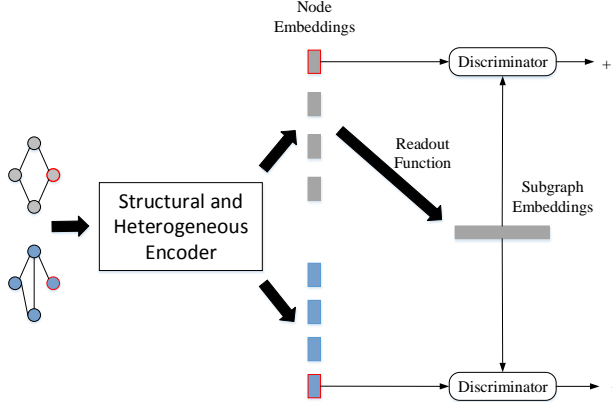 Node
Embeddings
Discriminator
+
Readout
Function
Structural and
Heterogeneous
Encoder
Subgraph
Embeddings
Discriminator
-